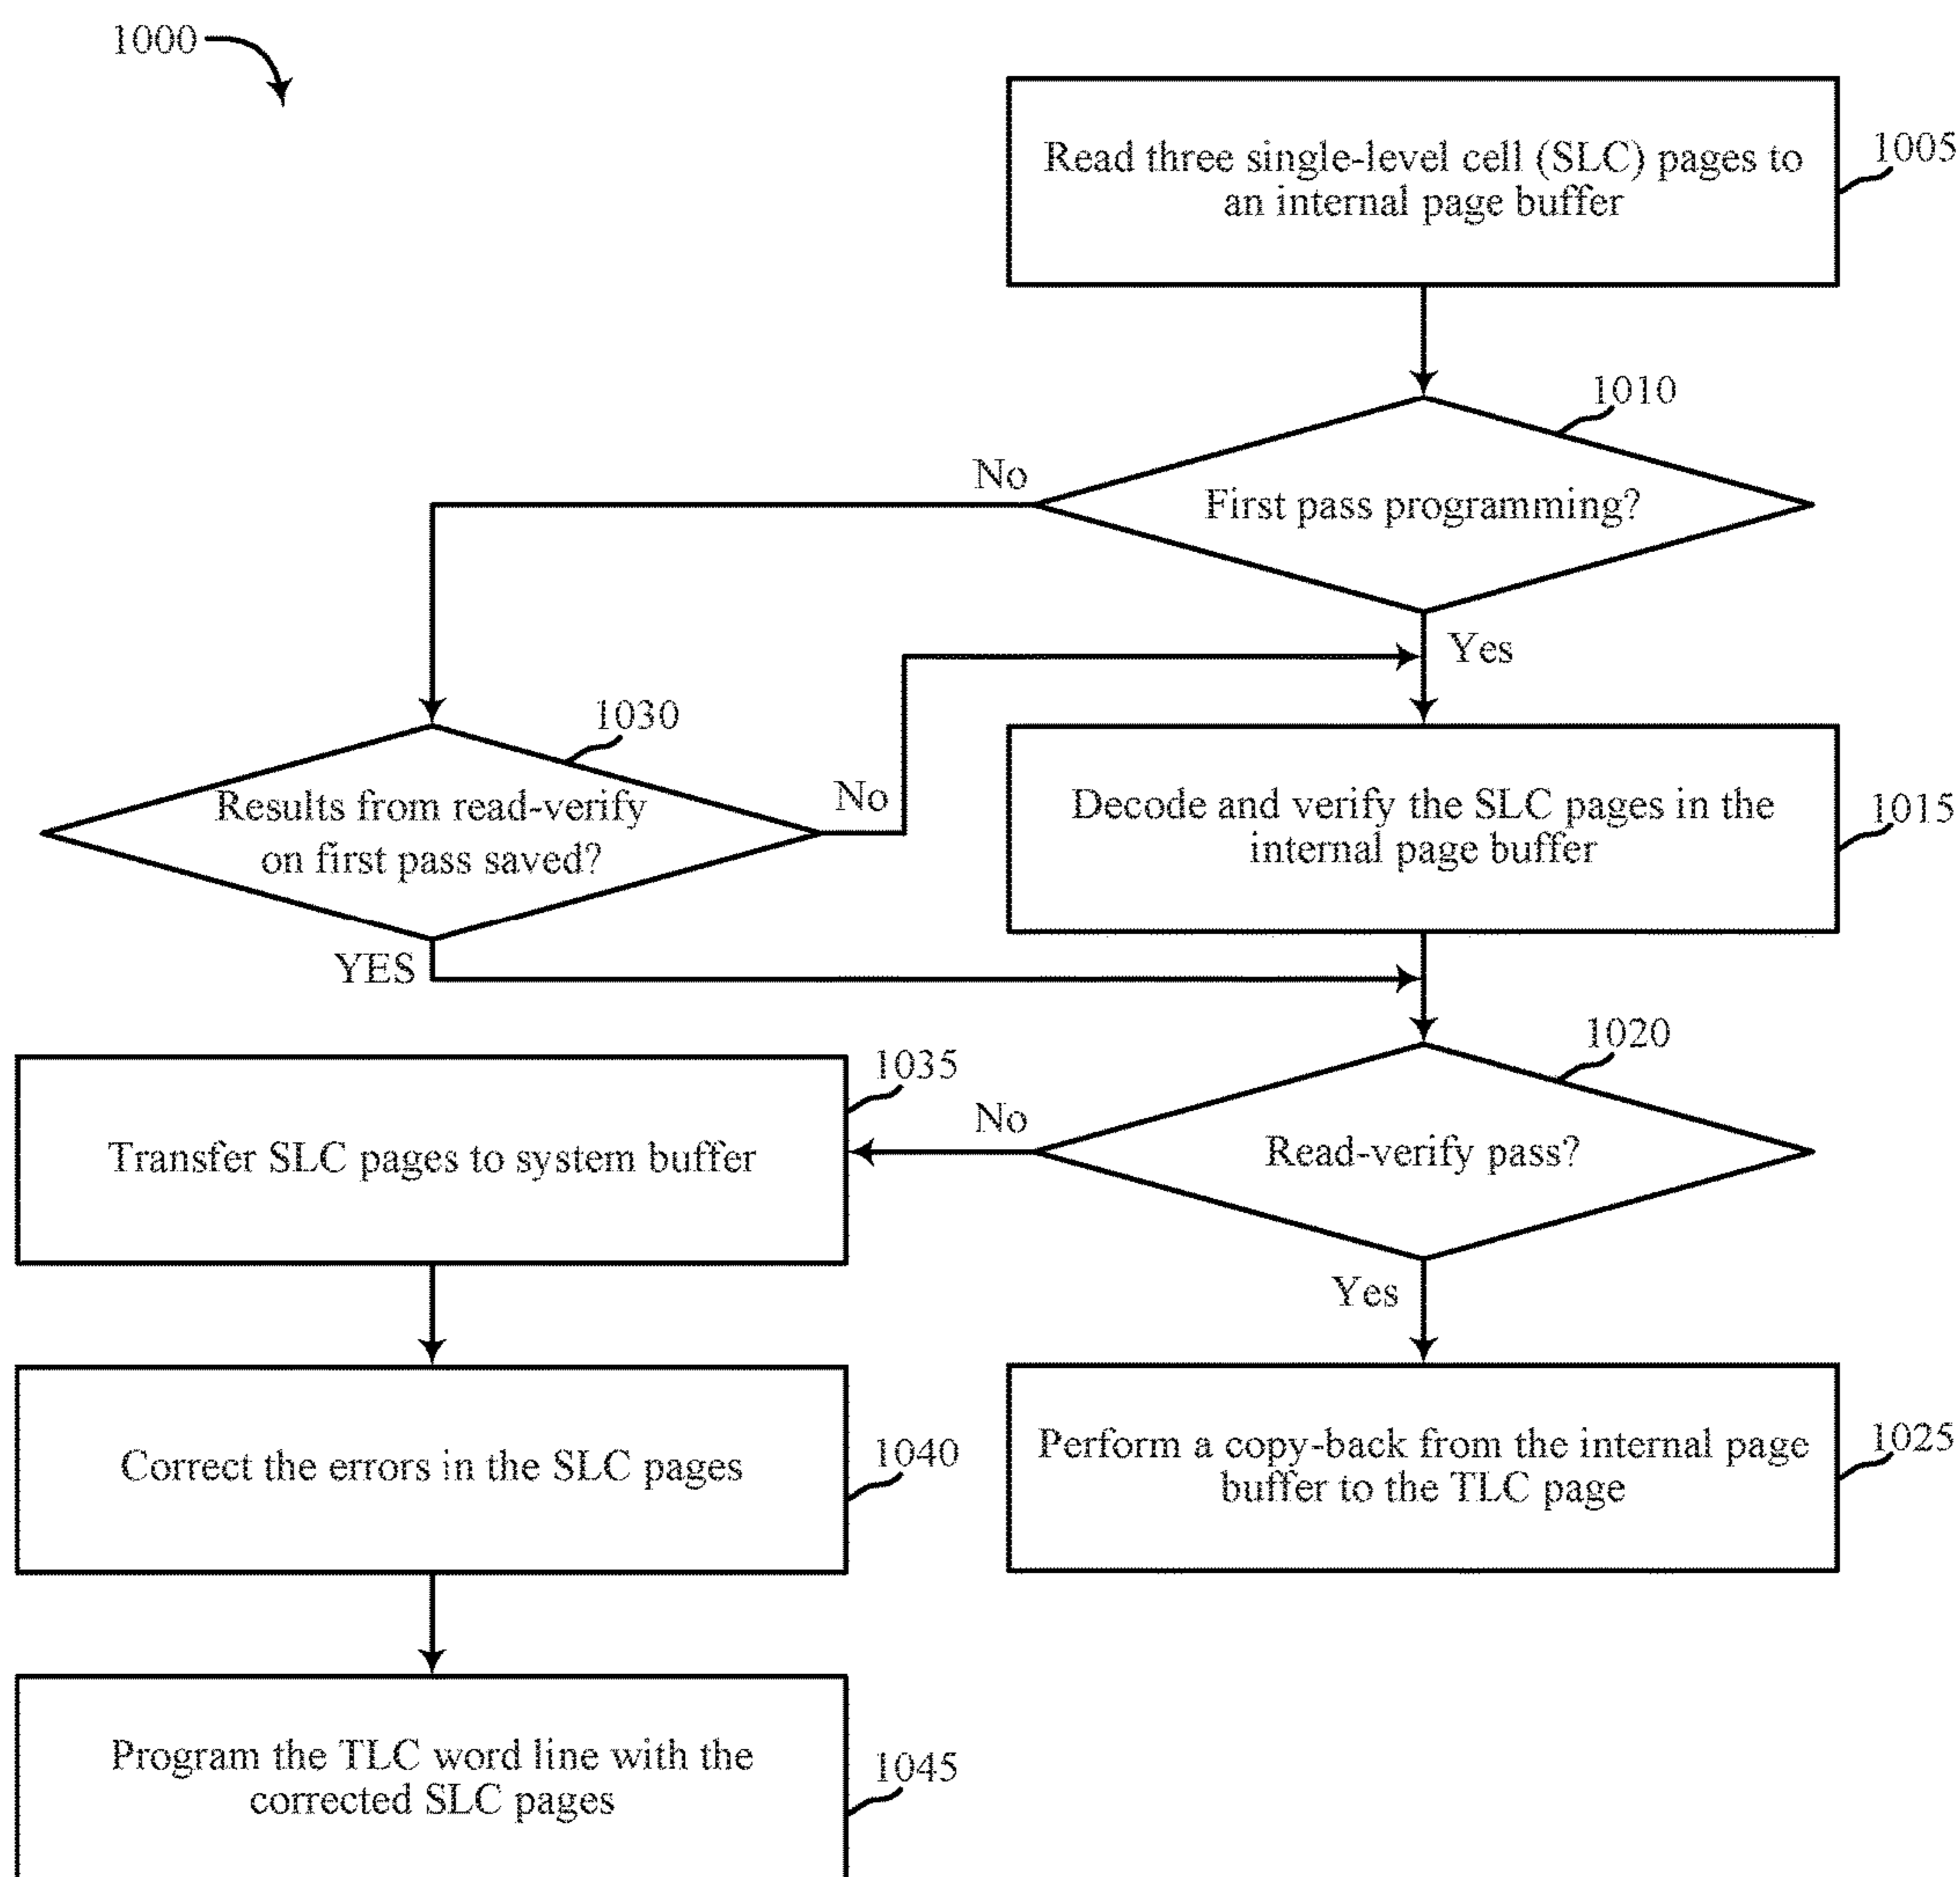 1000
Read three single-level cell (SLC) pages to
an internal page buffer
1005
1010
First pass programming?
No
Yes
1030
Results from read-verify
on first pass saved?
No
YES
Decode and verify the SLC pages in the
internal page buffer
1015
1020
Read-verify pass?
No
Yes
1035
Transfer SLC pages to system buffer
Correct the errors in the SLC pages
1040
Perform a copy-back from the internal page
buffer to the TLC page
1025
Program the TLC word line with the
corrected SLC pages
1045